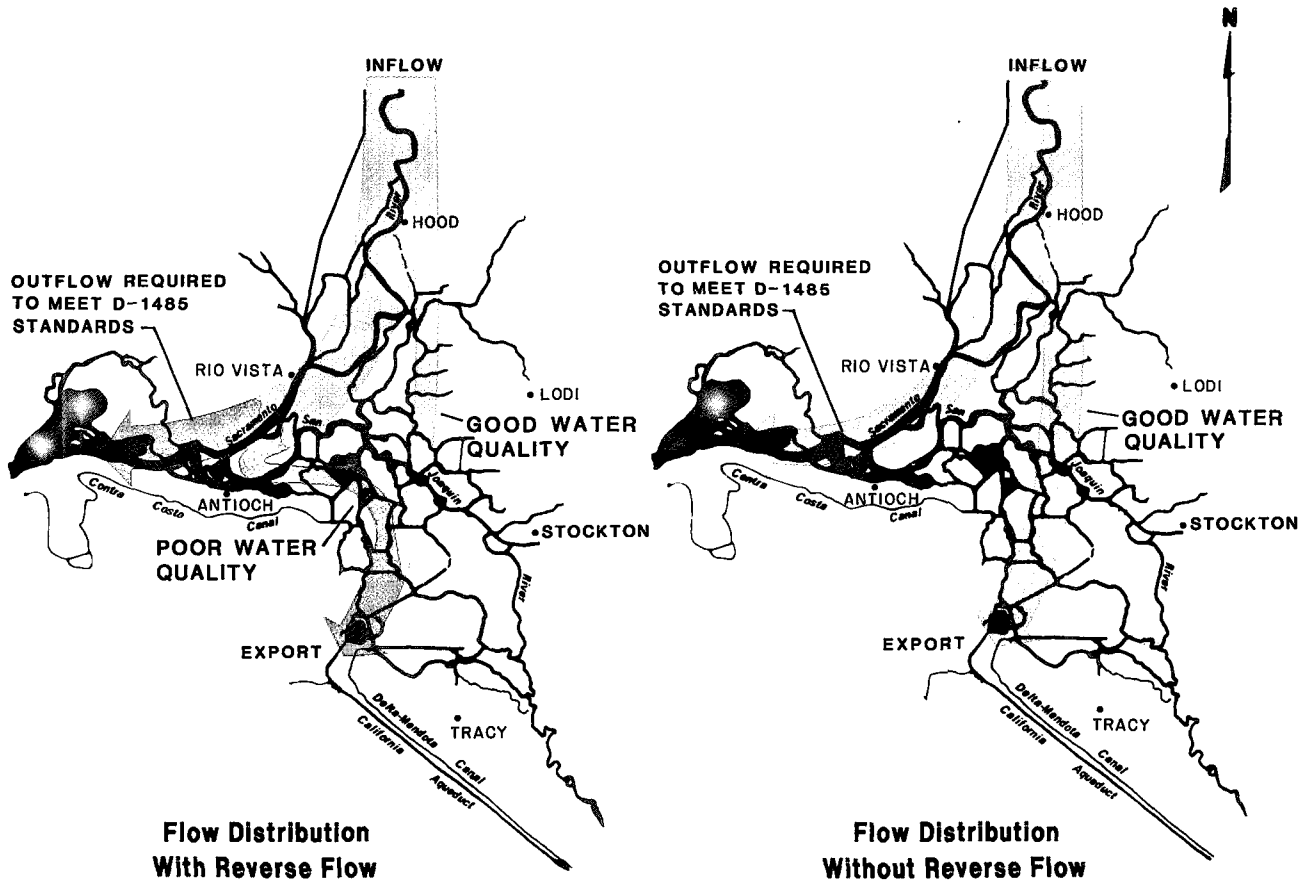 INFLOW
River
HOOD
OUTFLOW REQUIRED
TO MEET D-1485
STANDARDS
RIO VISTA
LODI
Sacramento
San
GOOD WATER
QUALITY
Joaquin
ANTIOCH
Contra
Costa
Canal
STOCKTON
POOR WATER
QUALITY
River
EXPORT
Delta-Mendota
Canal
California
Aqueduct
TRACY
Flow Distribution
With Reverse Flow
N
INFLOW
River
HOOD
OUTFLOW REQUIRED
TO MEET D-1485
STANDARDS
RIO VISTA
LODI
Sacramento
San
GOOD WATER
QUALITY
Joaquin
ANTIOCH
Contra
Costa
Canal
STOCKTON
River
EXPORT
Delta-Mendota
Canal
California
Aqueduct
TRACY
Flow Distribution
Without Reverse Flow